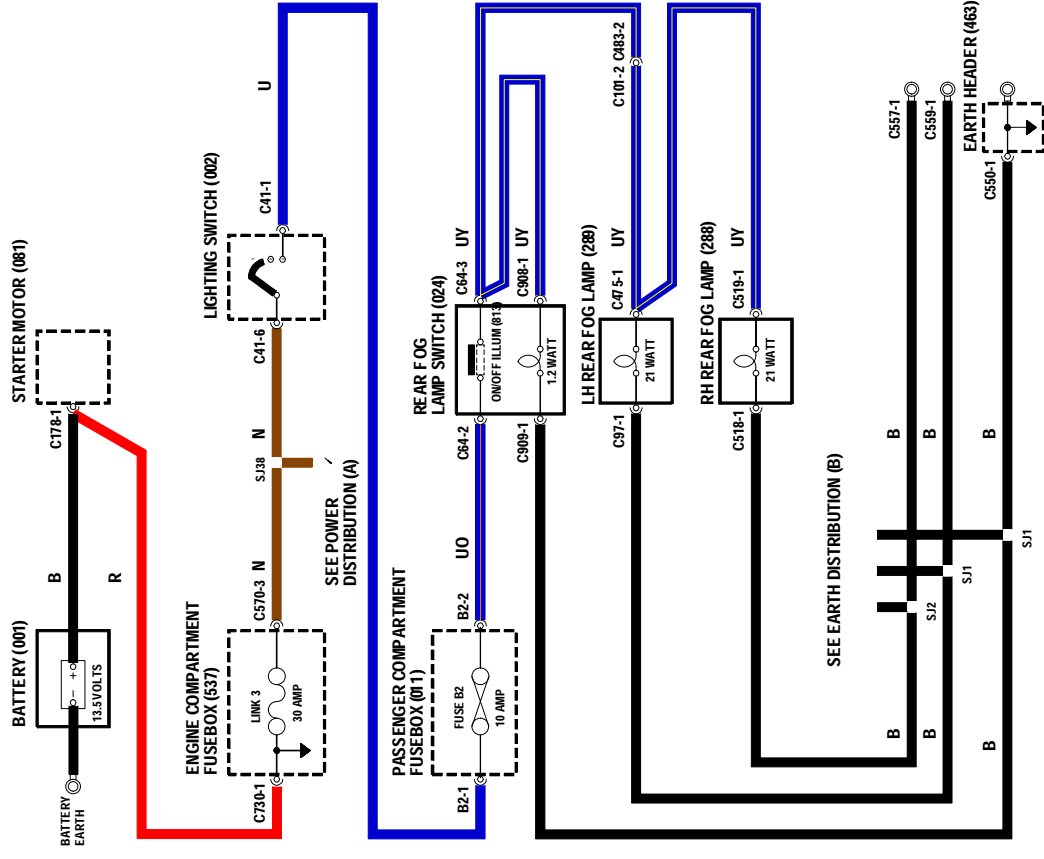 BATTERY (001)
13.5 VOLTS
- +
BATTERY
EARTH
B
R
STARTER MOTOR (081)
C178-1
ENGINE COMPARTMENT
FUSEBOX (537)
LINK 3
30 AMP
C730-1
C570-3
N
SJ38
N
SEE POWER
DISTRIBUTION (A)
LIGHTING SWITCH (002)
C41-6
C41-1
U
PASSENGER COMPARTMENT
FUSEBOX (011)
FUSE B2
10 AMP
B2-1
B2-2
UO
REAR FOG
LAMP SWITCH (024)
C64-2
C64-3
UY
ON/OFF ILLUM (813)
1.2 WATT
C909-1
C908-1
UY
LH REAR FOG LAMP (289)
C97-1
21 WATT
C475-1
UY
C101-2
C483-2
RH REAR FOG LAMP (288)
C518-1
21 WATT
C519-1
UY
SEE EARTH DISTRIBUTION (B)
B
SJ2
B
C557-1
B
SJ1
B
C559-1
B
SJ1
B
C550-1
EARTH HEADER (463)